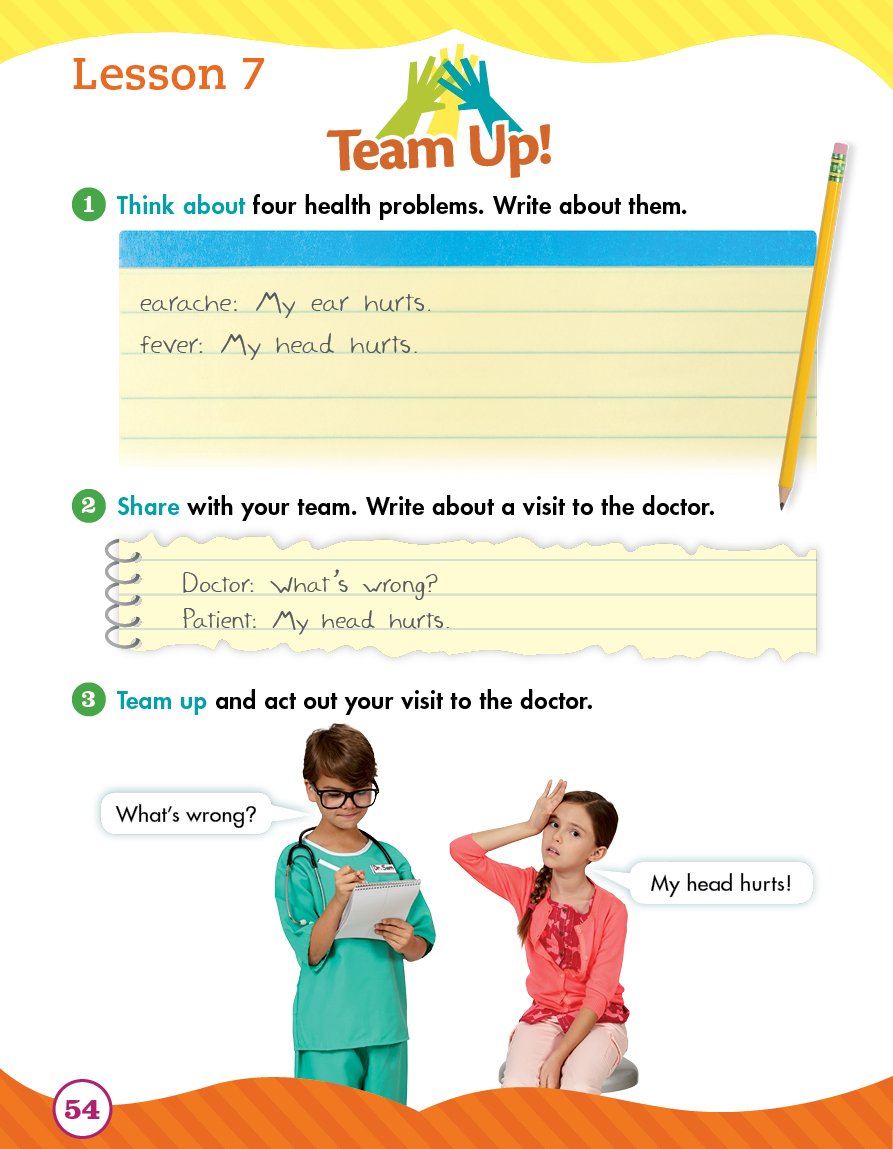 Lesson 7
Team Up!
1 Think about four health problems. Write about them.
earache: My ear hurts.
fever: My head hurts.
2 Share with your team. Write about a visit to the doctor.
Doctor: What's wrong?
Patient: My head hurts.
3 Team up and act out your visit to the doctor.
What's wrong?
Dr. Sam
My head hurts!
54